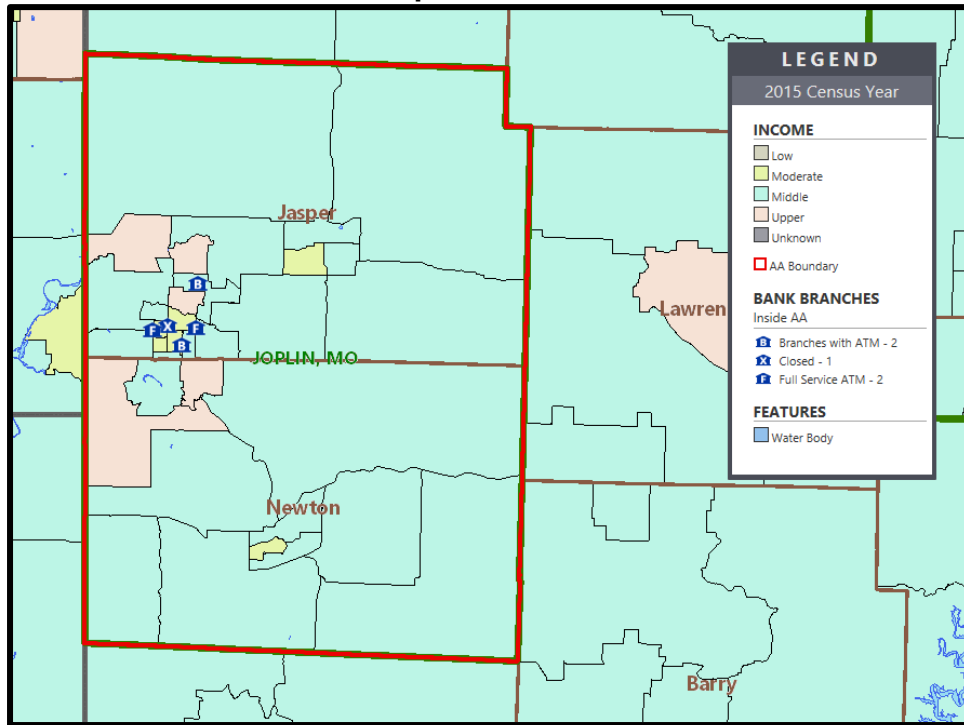 LEGEND
2015 Census Year
INCOME
Low
Moderate
Middle
Upper
Unknown
AA Boundary
BANK BRANCHES
Inside AA
B Branches with ATM - 2
X Closed - 1
F Full Service ATM - 2
FEATURES
Water Body
Jasper
Lawren
B
F X F
B
JOPLIN, MO
Newton
Barry